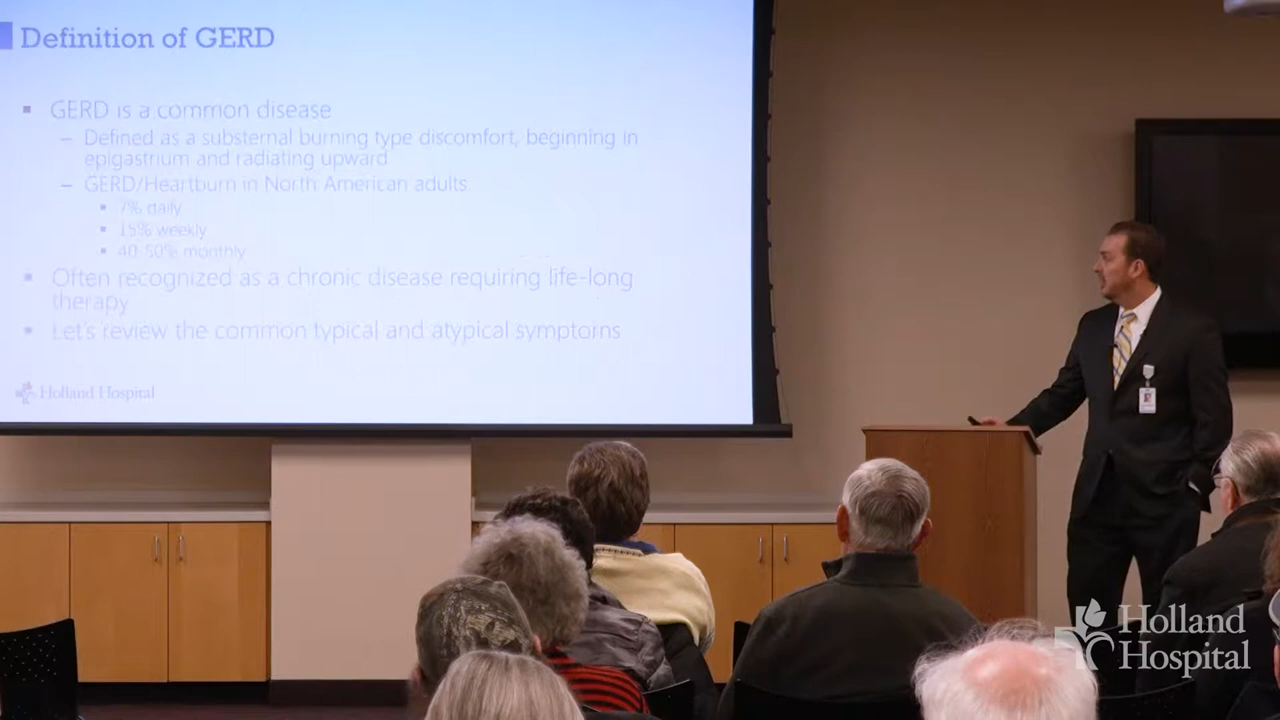 Definition of GERD
GERD is a common disease
– Defined as a substernal burning type discomfort, beginning in
epigastrium and radiating upward
– GERD/Heartburn in North American adults
7% daily
15% weekly
40-50% monthly
Often recognized as a chronic disease requiring life-long
therapy
Let's review the common typical and atypical symptoms
Holland Hospital
Holland
Hospital